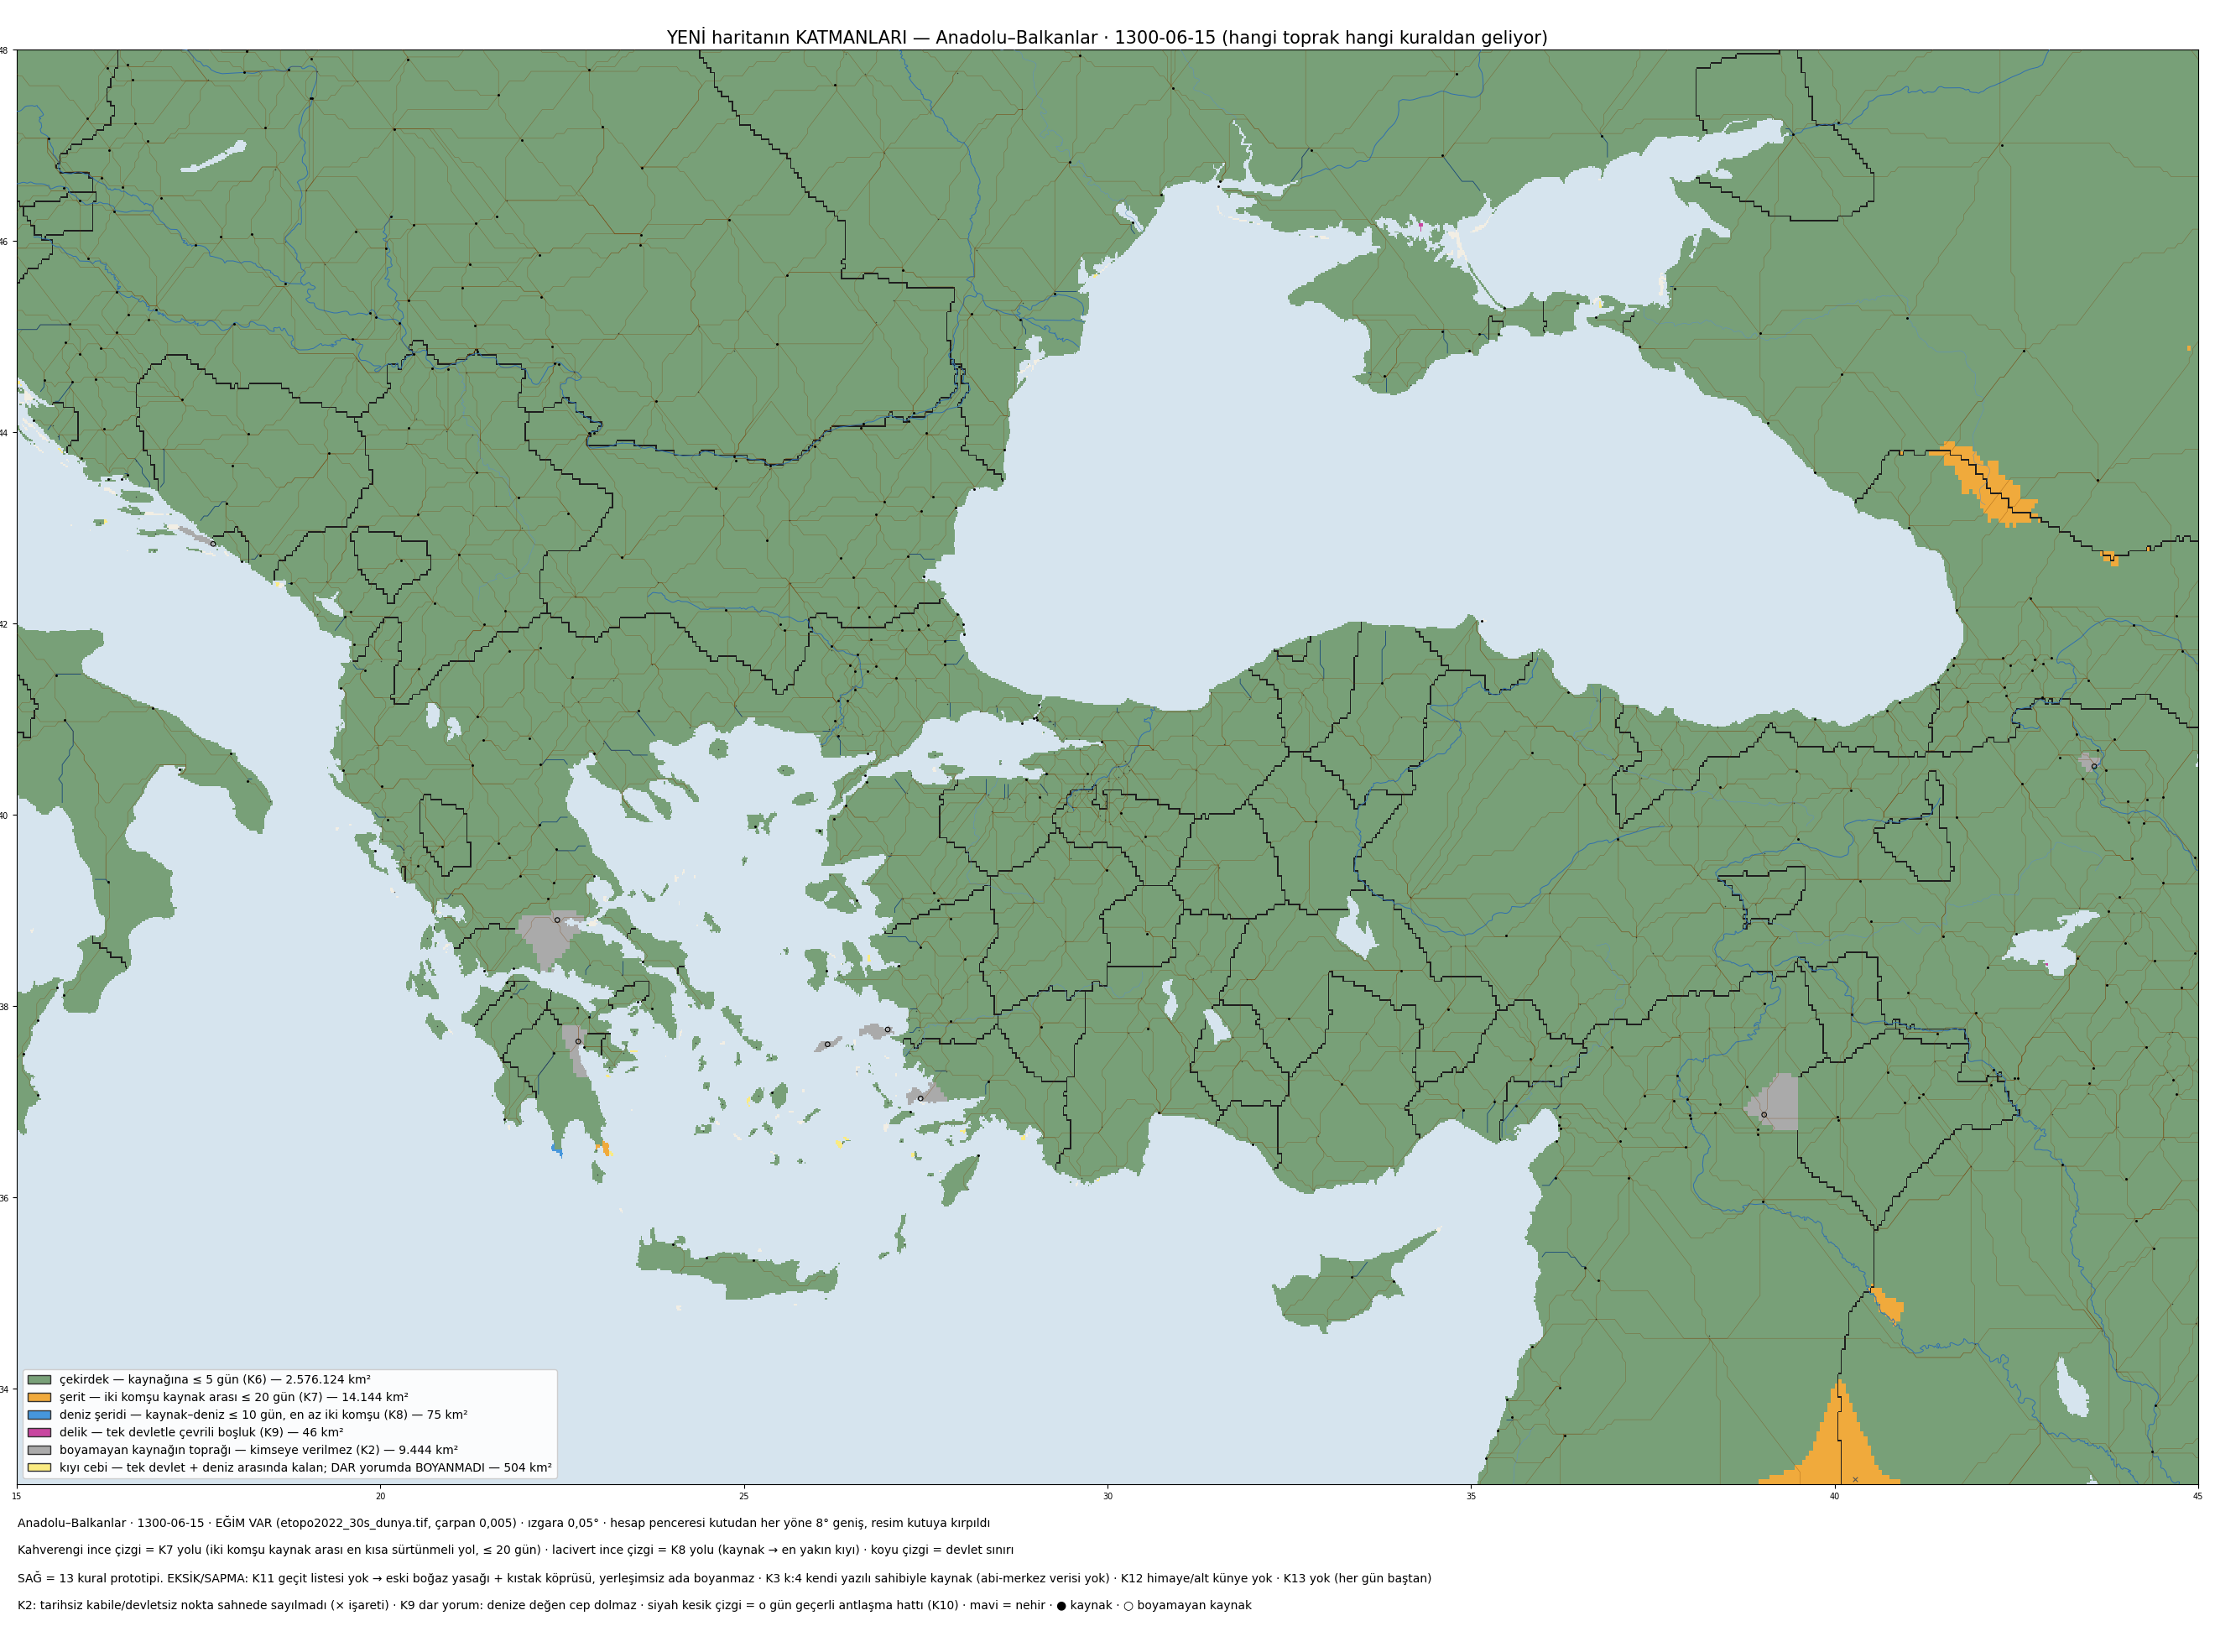 YENİ haritanın KATMANLARI — Anadolu–Balkanlar · 1300-06-15 (hangi toprak hangi kuraldan geliyor)
48
46
44
42
40
38
36
34
çekirdek — kaynağına ≤ 5 gün (K6) — 2.576.124 km²
şerit — iki komşu kaynak arası ≤ 20 gün (K7) — 14.144 km²
deniz şeridi — kaynak–deniz ≤ 10 gün, en az iki komşu (K8) — 75 km²
delik — tek devletle çevrili boşluk (K9) — 46 km²
boyamayan kaynağın toprağı — kimseye verilmez (K2) — 9.444 km²
kıyı cebi — tek devlet + deniz arasında kalan; DAR yorumda BOYANMADI — 504 km²
15 20 25 30 35 40 45
Anadolu–Balkanlar · 1300-06-15 · EĞİM VAR (etopo2022_30s_dunya.tif, çarpan 0,005) · ızgara 0,05° · hesap penceresi kutudan her yöne 8° geniş, resim kutuya kırpıldı
Kahverengi ince çizgi = K7 yolu (iki komşu kaynak arası en kısa sürtünmeli yol, ≤ 20 gün) · lacivert ince çizgi = K8 yolu (kaynak → en yakın kıyı) · koyu çizgi = devlet sınırı
SAĞ = 13 kural prototipi. EKSİK/SAPMA: K11 geçit listesi yok → eski boğaz yasağı + kıstak köprüsü, yerleşimsiz ada boyanmaz · K3 k:4 kendi yazılı sahibiyle kaynak (abi-merkez verisi yok) · K12 himaye/alt künye yok · K13 yok (her gün baştan)
K2: tarihsiz kabile/devletsiz nokta sahnede sayılmadı (× işareti) · K9 dar yorum: denize değen cep dolmaz · siyah kesik çizgi = o gün geçerli antlaşma hattı (K10) · mavi = nehir · ● kaynak · ○ boyamayan kaynak